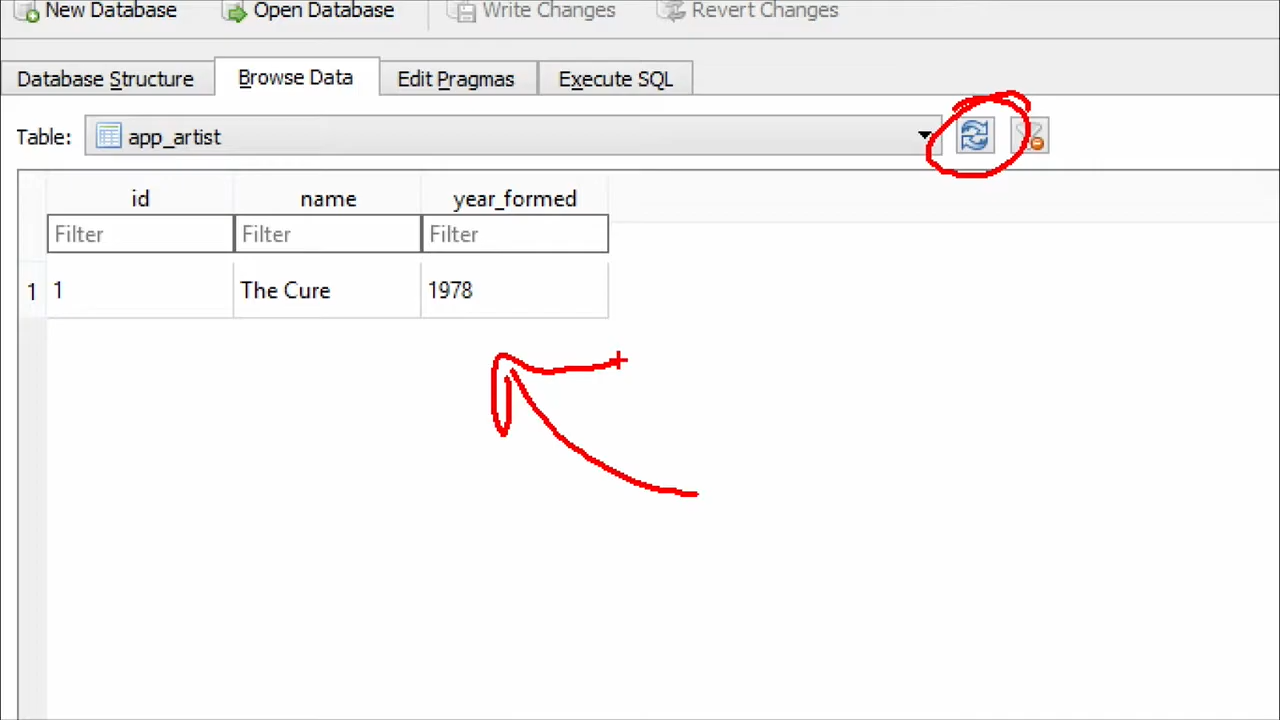 New Database Open Database Write Changes Revert Changes
Database Structure Browse Data Edit Pragmas Execute SQL
Table: app_artist
id name year_formed
Filter Filter Filter
1 1 The Cure 1978